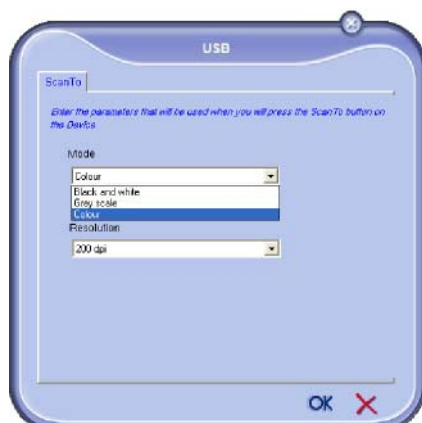 USB
ScanTo
Enter the parameters that will be used when you will press the ScanTo button on
the Device
Mode
Colour
Black and white
Grey scale
Colour
Resolution
200 dpi
OK